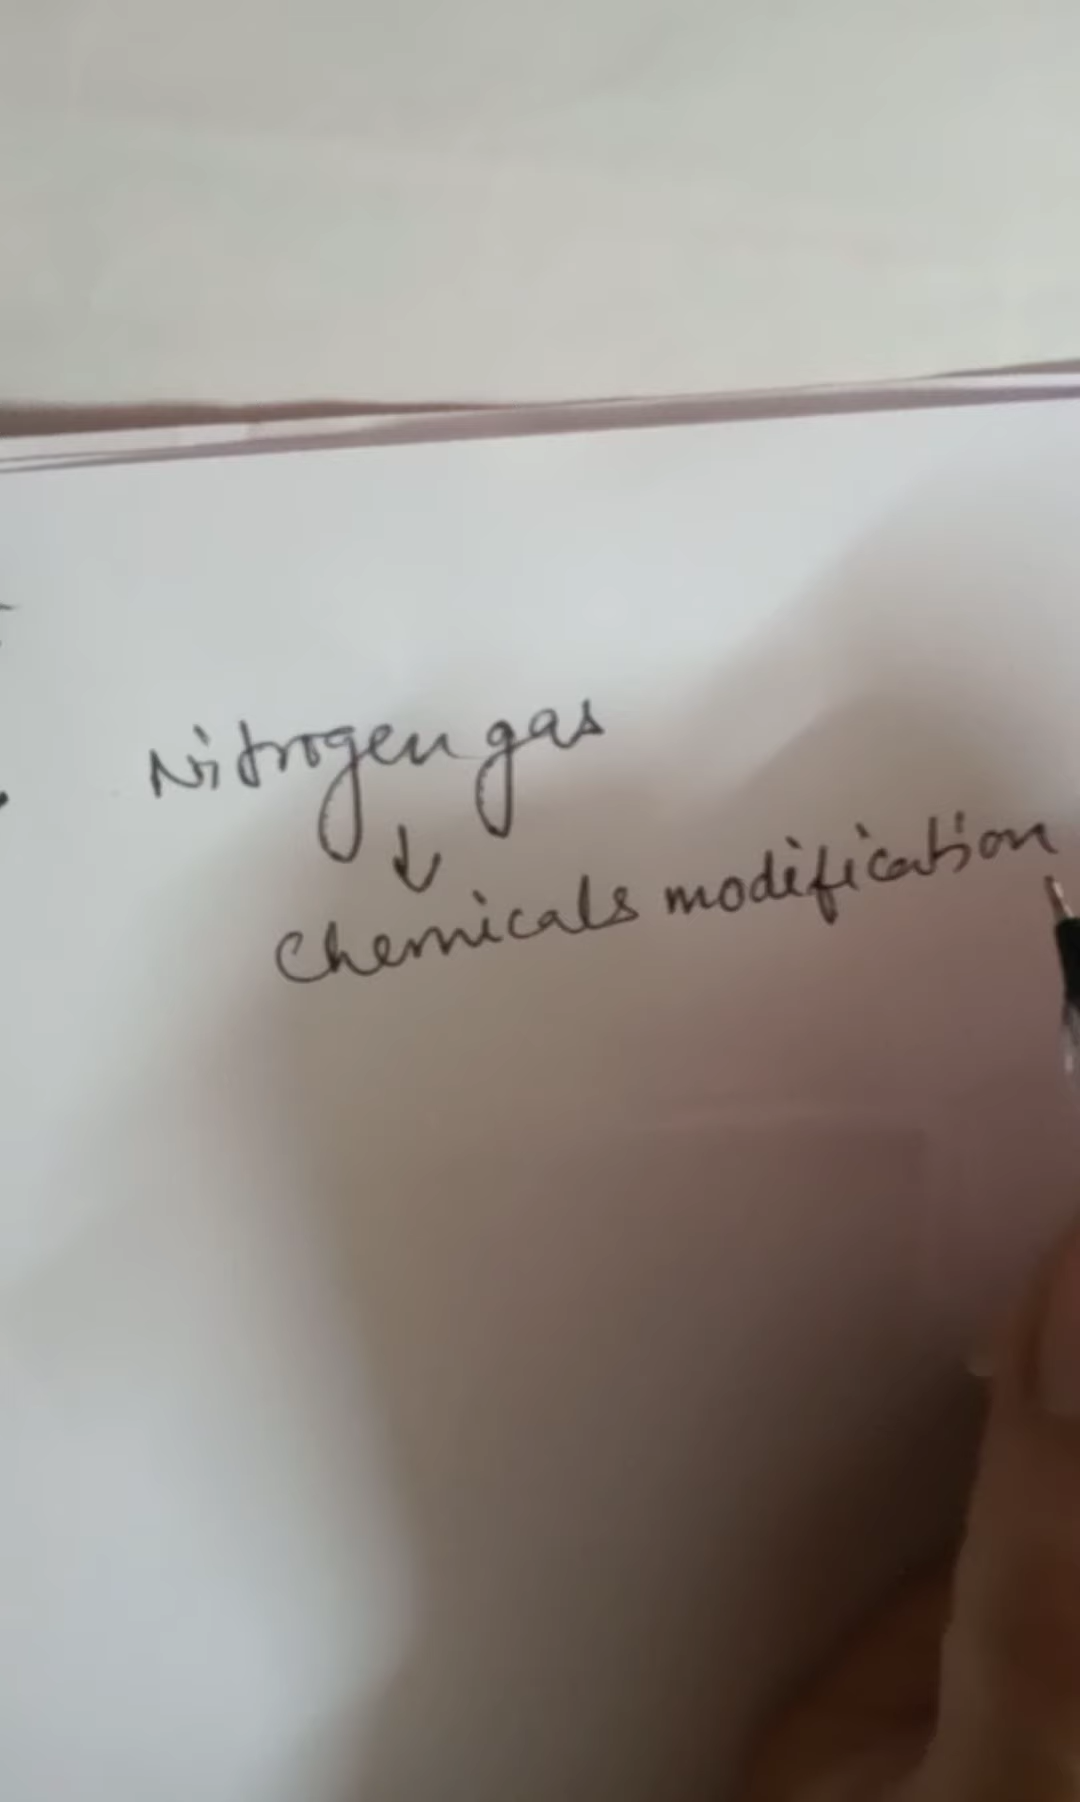 Nitrogen gas
↓
Chemicals modification